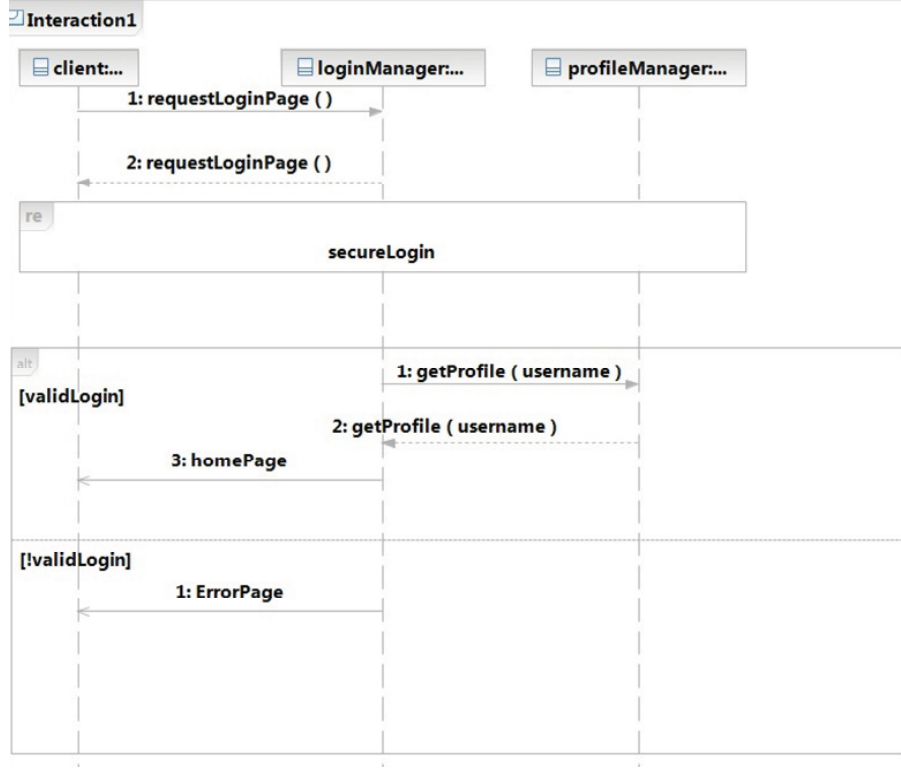 Interaction1
client:...
loginManager:...
profileManager:...
1: requestLoginPage ( )
2: requestLoginPage ( )
re
secureLogin
alt
1: getProfile ( username )
[validLogin]
2: getProfile ( username )
3: homePage
[!validLogin]
1: ErrorPage